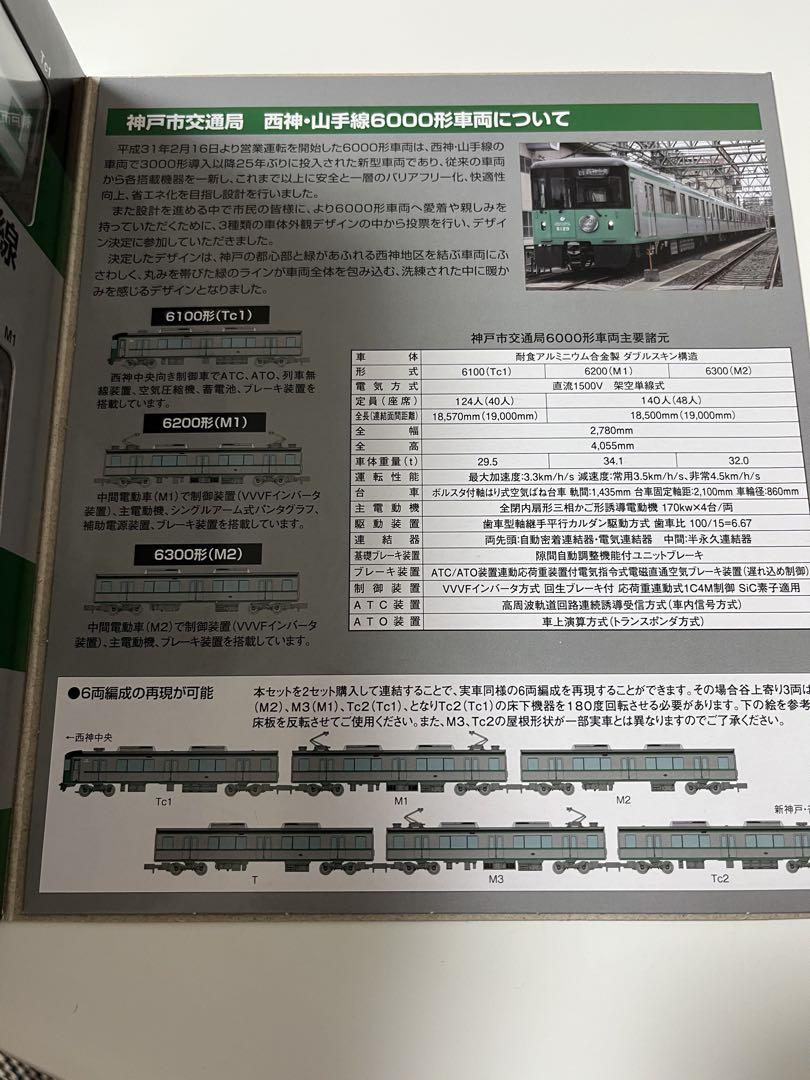 Tc1
線
M1
神戸市交通局 西神・山手線6000形車両について
平成31年2月16日より営業運転を開始した6000形車両は、西神・山手線の
車両で3000形導入以降25年ぶりに投入された新型車両であり、従来の車両
から各搭載機器を一新し、これまで以上に安全と一層のバリアフリー化、快適性
向上、省エネ化を目指し設計を行いました。
また設計を進める中で市民の皆様に、より6000形車両へ愛着や親しみを
持っていただくために、3種類の車体外観デザインの中から投票を行い、デザイ
ン決定に参加していただきました。
決定したデザインは、神戸の都心部と緑があふれる西神地区を結ぶ車両にふ
さわしく、丸みを帯びた緑のラインが車両全体を包み込む、洗練された中に暖か
みを感じるデザインとなりました。
6100形(Tc1)
西神中央向き制御車でATC、ATO、列車無
線装置、空気圧縮機、蓄電池、ブレーキ装置を
搭載しています。
6200形(M1)
中間電動車(M1)で制御装置(VVVFインバータ
装置)、主電動機、シングルアーム式パンタグラフ、
補助電源装置、ブレーキ装置を搭載しています。
6300形(M2)
中間電動車(M2)で制御装置(VVVFインバータ
装置)、主電動機、ブレーキ装置を搭載しています。
神戸市交通局6000形車両主要諸元
車体 耐食アルミニウム合金製 ダブルスキン構造
形式 6100(Tc1) 6200(M1) 6300(M2)
電気方式 直流1500V 架空単線式
定員(座席) 124人(40人) 140人(48人)
全長(連結面間距離) 18,570mm(19,000mm) 18,500mm(19,000mm)
全幅 2,780mm
全高 4,055mm
車体重量(t) 29.5 34.1 32.0
運転性能 最大加速度:3.3km/h/s 減速度:常用3.5km/h/s、非常4.5km/h/s
台車 ボルスタ付軸はり式空気ばね台車 軌間:1,435mm 台車固定軸距:2,100mm 車輪径:860mm
主電動機 全閉内扇形三相かご形誘導電動機 170kw×4台/両
駆動装置 歯車型軸継手平行カルダン駆動方式 歯車比 100/15=6.67
連結器 両先頭:自動密着連結器・電気連結器 中間:半永久連結器
基礎ブレーキ装置 隙間自動調整機能付ユニットブレーキ
ブレーキ装置 ATC/ATO装置連動応荷重装置付電気指令式電磁直通空気ブレーキ装置(遅れ込め制御)
制御装置 VVVFインバータ方式 回生ブレーキ付 応荷重連動式1C4M制御 SiC素子適用
ATC装置 高周波軌道回路連続誘導受信方式(車内信号方式)
ATO装置 車上演算方式(トランスポンダ方式)
●6両編成の再現が可能
本セットを2セット購入して連結することで、実車同様の6両編成を再現することができます。その場合谷上寄り3両は
(M2)、M3(M1)、Tc2(Tc1)、となりTc2(Tc1)の床下機器を180度回転させる必要があります。下の絵を参考
床板を反転させてご使用ください。また、M3、Tc2の屋根形状が一部実車とは異なりますのでご了承ください。
←西神中央
Tc1 M1 M2
新神戸・
T M3 Tc2